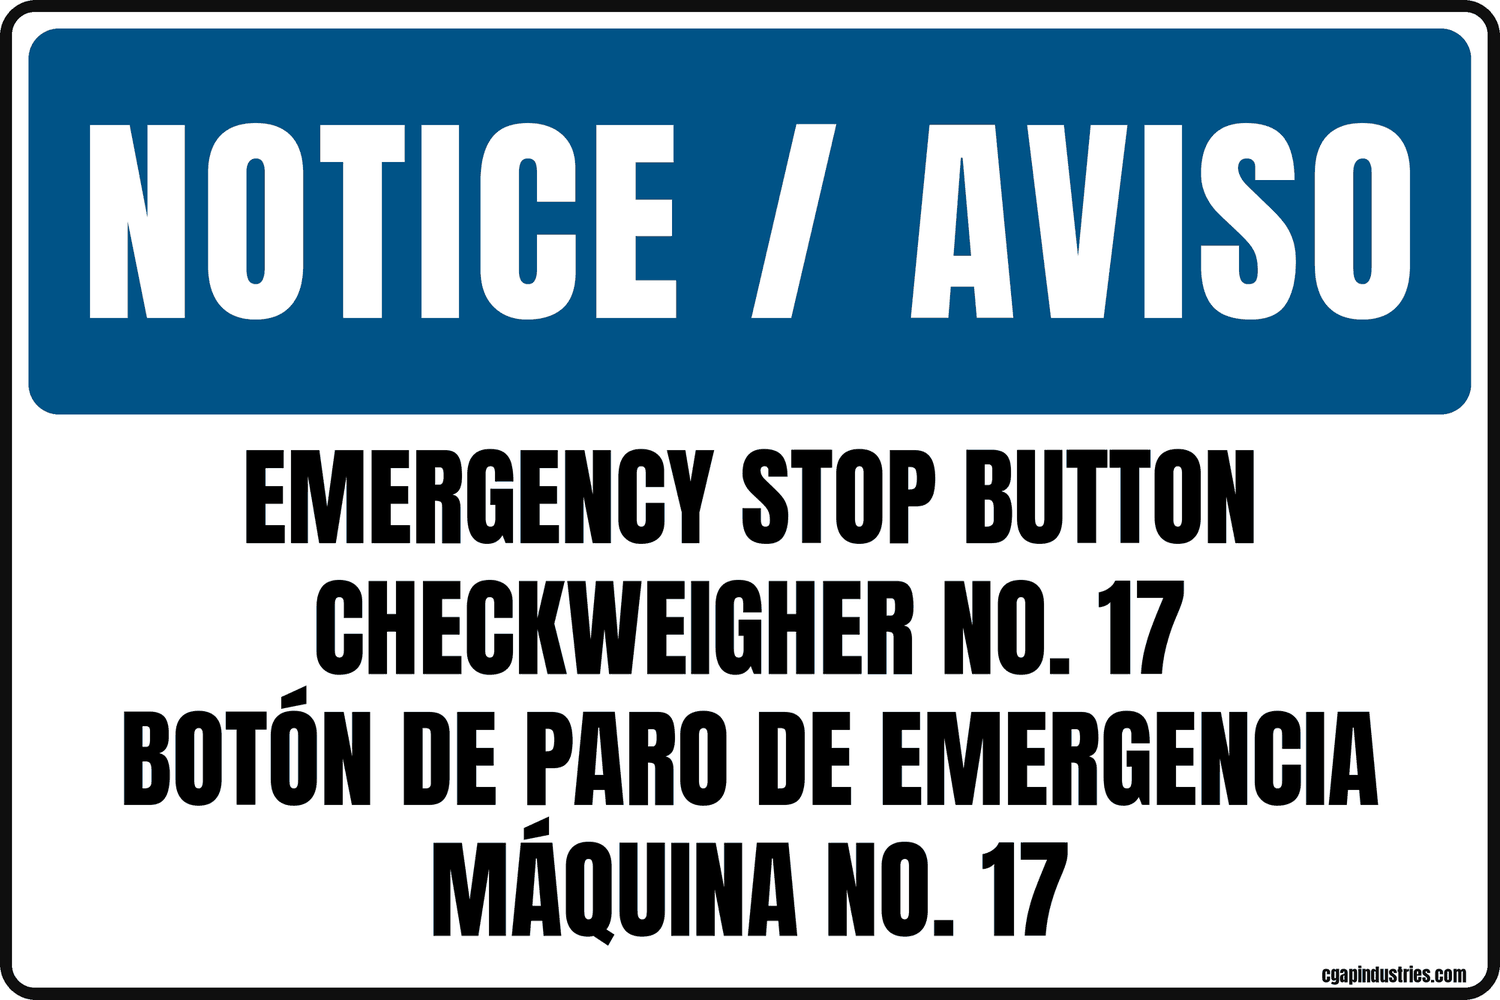 NOTICE / AVISO
EMERGENCY STOP BUTTON
CHECKWEIGHER NO. 17
BOTÓN DE PARO DE EMERGENCIA
MÁQUINA NO. 17
cgapindustries.com